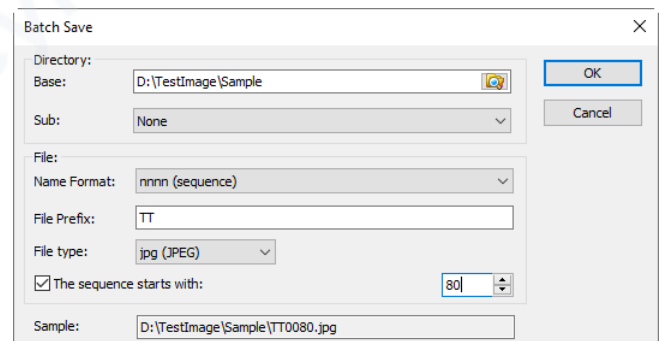 Batch Save
Directory:
Base: D:\TestImage\Sample
OK
Sub: None
Cancel
File:
Name Format: nnnn (sequence)
File Prefix: TT
File type: jpg (JPEG)
The sequence starts with: 80
Sample: D:\TestImage\Sample\TT0080.jpg